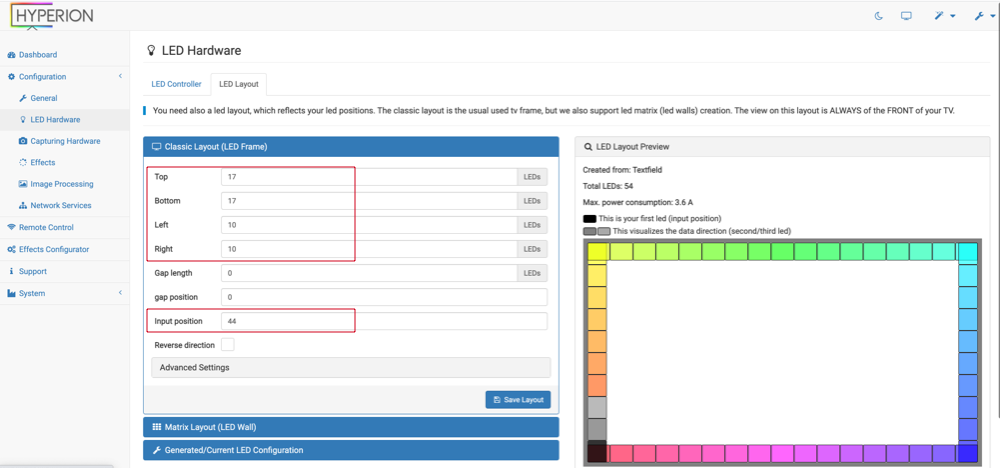 HYPERION
Dashboard
Configuration
General
LED Hardware
Capturing Hardware
Effects
Image Processing
Network Services
Remote Control
Effects Configurator
Support
System
LED Hardware
LED Controller
LED Layout
You need also a led layout, which reflects your led positions. The classic layout is the usual used tv frame, but we also support led matrix (led walls) creation. The view on this layout is ALWAYS of the FRONT of your TV.
Classic Layout (LED Frame)
Top 17 LEDs
Bottom 17 LEDs
Left 10 LEDs
Right 10 LEDs
Gap length 0 LEDs
gap position 0
Input position 44
Reverse direction
Advanced Settings
Save Layout
Matrix Layout (LED Wall)
Generated/Current LED Configuration
LED Layout Preview
Created from: Textfield
Total LEDs: 54
Max. power consumption: 3.6 A
This is your first led (input position)
This visualizes the data direction (second/third led)